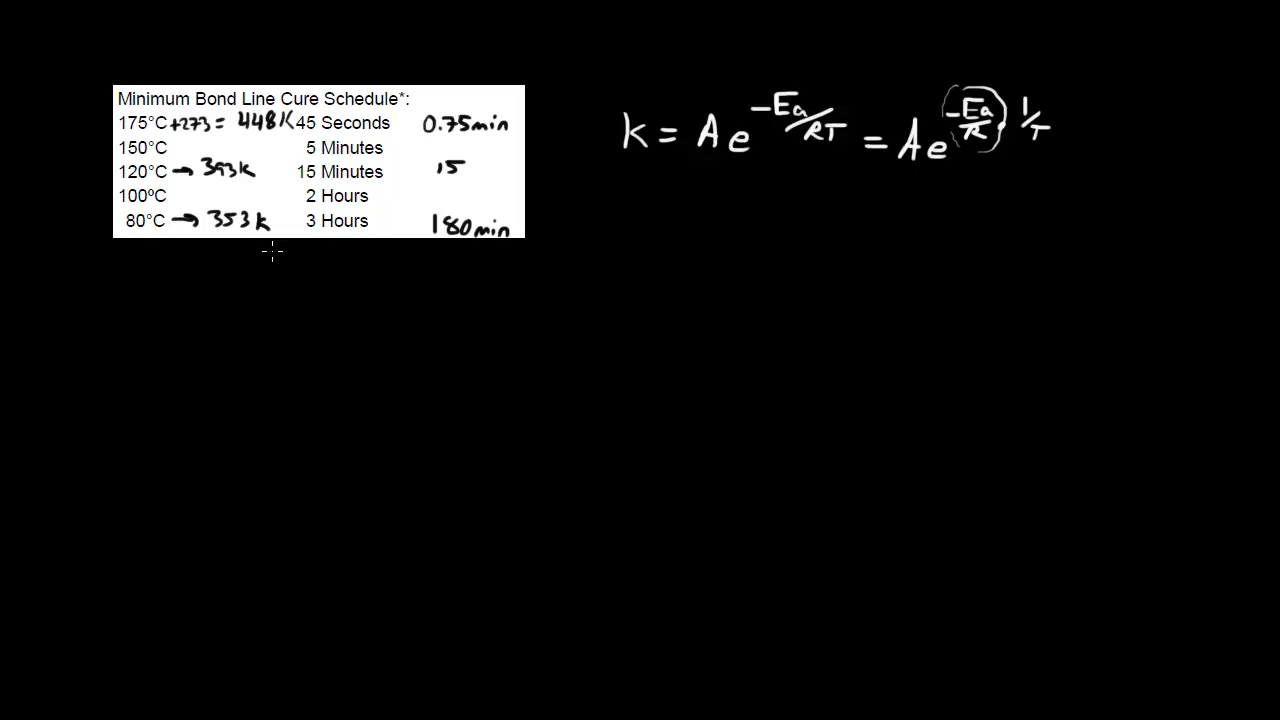 Minimum Bond Line Cure Schedule*:
175°C +273 = 448K 45 Seconds 0.75min
150°C 5 Minutes
120°C → 393K 15 Minutes 15
100ºC 2 Hours
80°C → 353K 3 Hours 180min
k = Ae^(-Ea/RT) = Ae^((-Ea/R)·1/T)